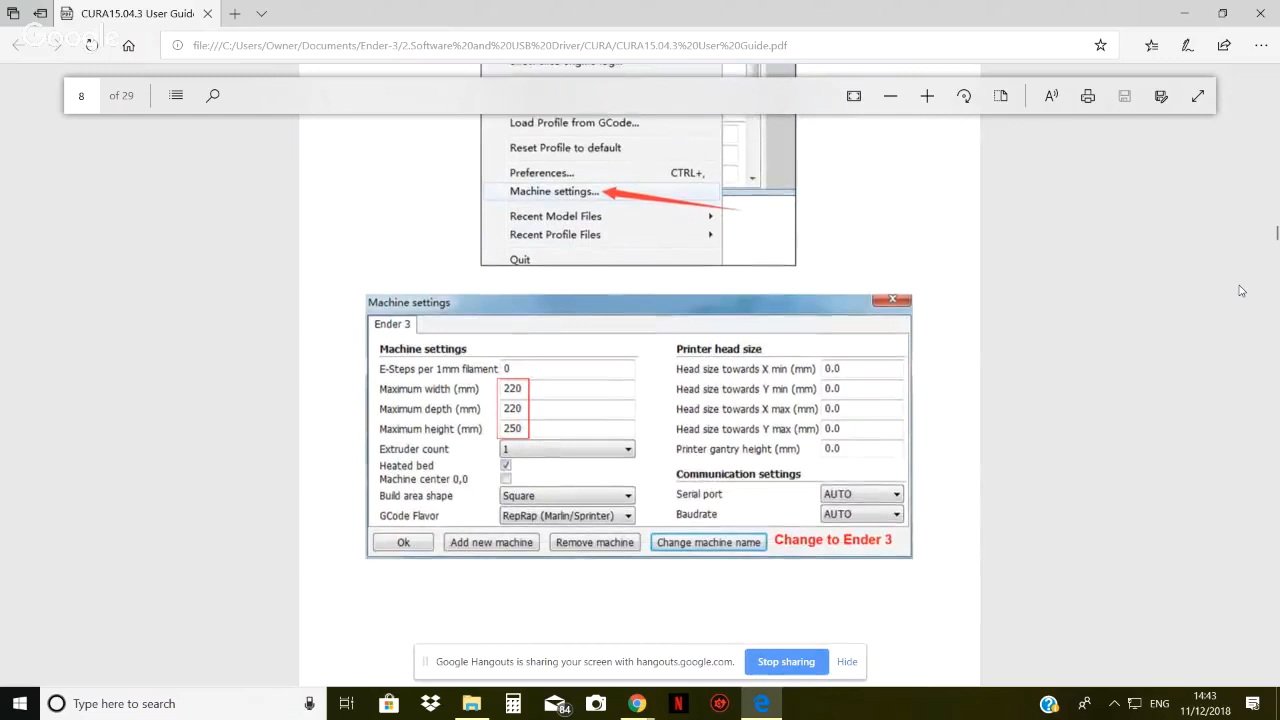 CURA15.04.3 User Guide
file:///C:/Users/Owner/Documents/Ender-3/2.Software%20and%20USB%20Driver/CURA/CURA15.04.3%20User%20Guide.pdf
8 of 29
Load Profile from GCode...
Reset Profile to default
Preferences... CTRL+,
Machine settings...
Recent Model Files
Recent Profile Files
Quit
Machine settings
Ender 3
Machine settings
E-Steps per 1mm filament 0
Maximum width (mm) 220
Maximum depth (mm) 220
Maximum height (mm) 250
Extruder count 1
Heated bed
Machine center 0,0
Build area shape Square
GCode Flavor RepRap (Marlin/Sprinter)
Printer head size
Head size towards X min (mm) 0.0
Head size towards Y min (mm) 0.0
Head size towards X max (mm) 0.0
Head size towards Y max (mm) 0.0
Printer gantry height (mm) 0.0
Communication settings
Serial port AUTO
Baudrate AUTO
Ok Add new machine Remove machine Change machine name Change to Ender 3
Google Hangouts is sharing your screen with hangouts.google.com. Stop sharing Hide
Type here to search
84
ENG
14:43
11/12/2018